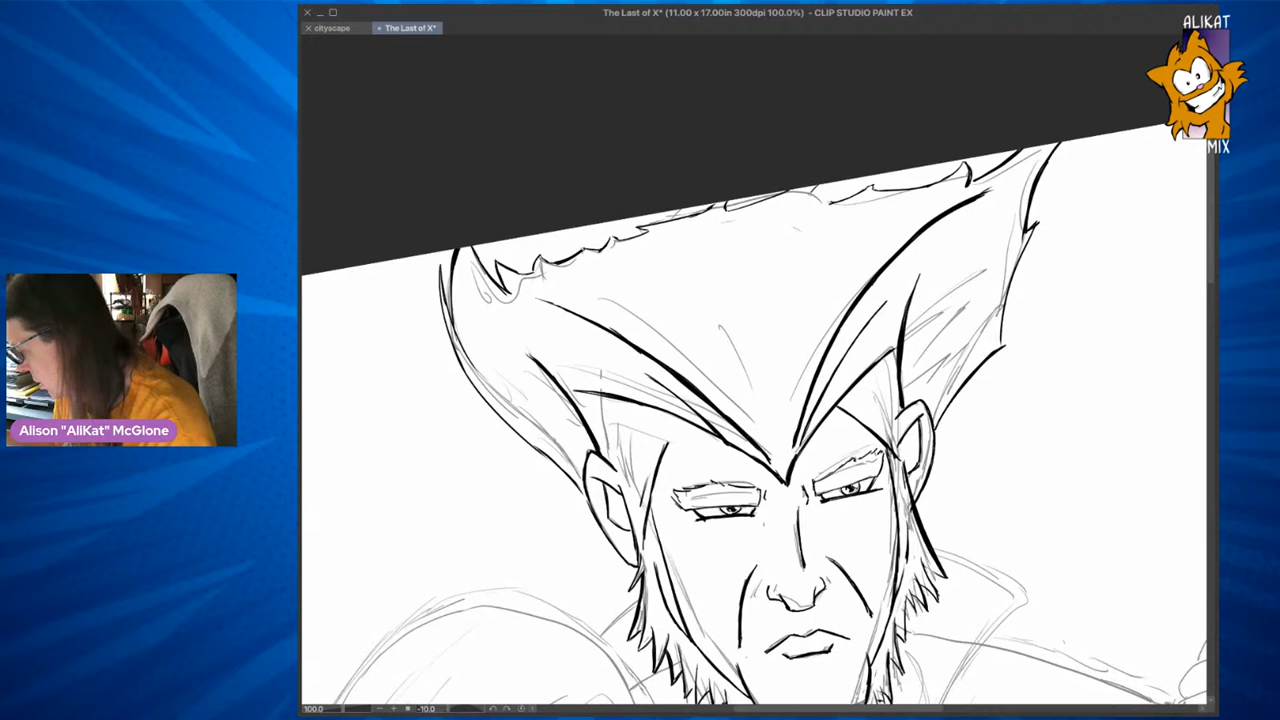 The Last of X* (11.00 x 17.00in 300dpi 100.0%) - CLIP STUDIO PAINT EX
cityscape
The Last of X*
ALIKAT
MIX
Alison "AliKat" McGlone
100.0
-10.0